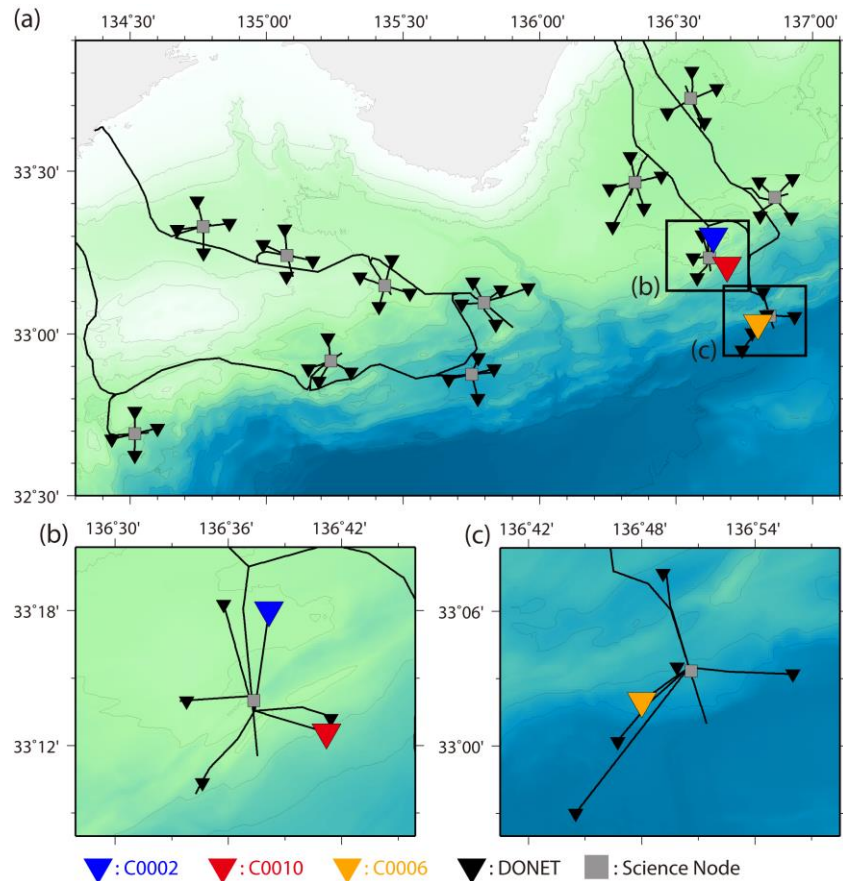 (a)
134˚30' 135˚00' 135˚30' 136˚00' 136˚30' 137˚00'
33˚30'
33˚00'
32˚30'
(b)
(c)
(b)
136˚30' 136˚36' 136˚42'
33˚18'
33˚12'
(c)
136˚42' 136˚48' 136˚54'
33˚06'
33˚00'
: C0002 : C0010 : C0006 : DONET : Science Node